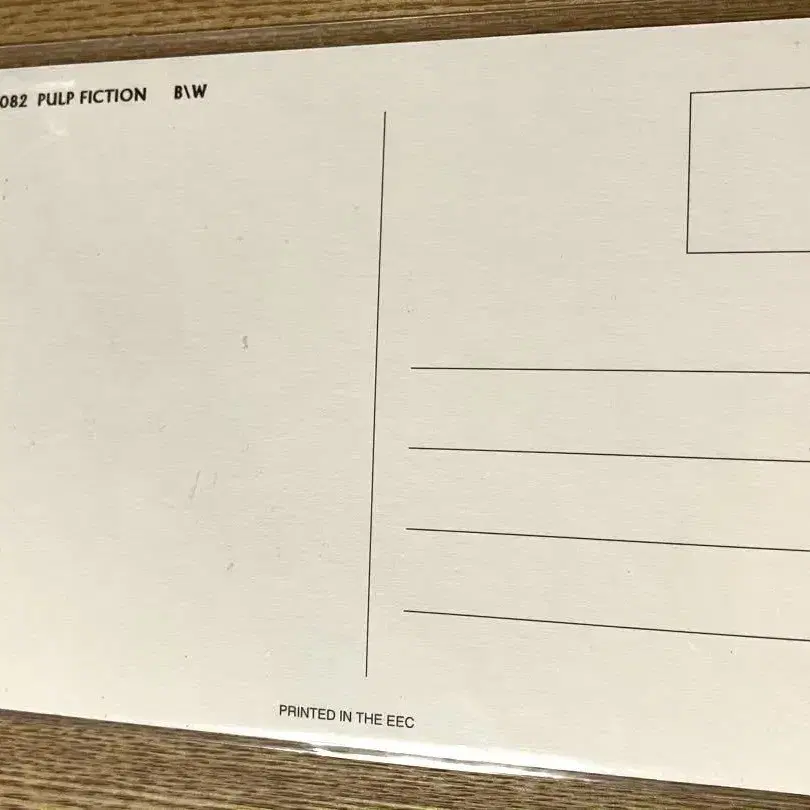 082 PULP FICTION B\W
PRINTED IN THE EEC